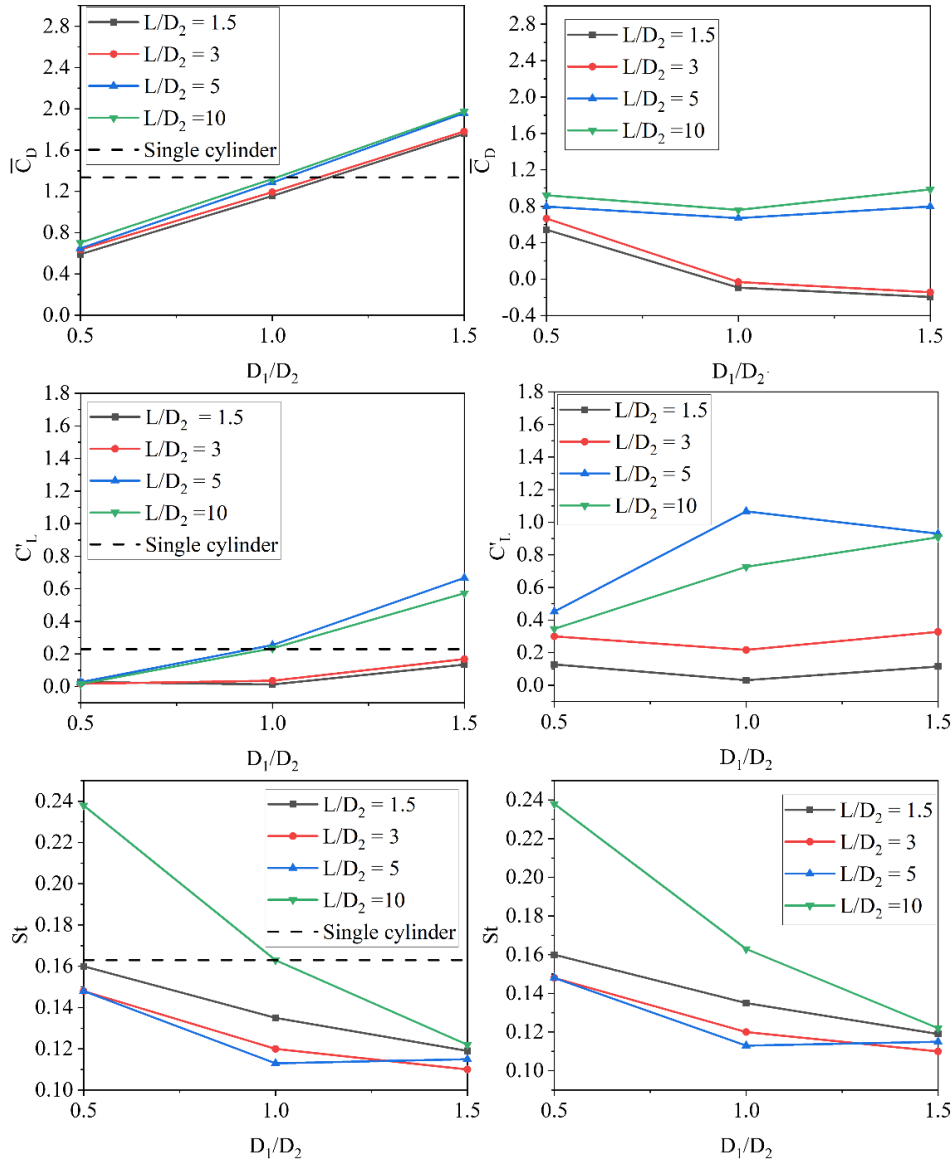 2.8
2.4
2.0
1.6
1.2
0.8
0.4
0.0
C̅_D
L/D₂ = 1.5
L/D₂ = 3
L/D₂ = 5
L/D₂ =10
Single cylinder
0.5 1.0 1.5
D₁/D₂
2.8
2.4
2.0
1.6
1.2
0.8
0.4
0.0
-0.4
C̅_D
L/D₂ = 1.5
L/D₂ = 3
L/D₂ = 5
L/D₂ =10
0.5 1.0 1.5
D₁/D₂.
1.8
1.6
1.4
1.2
1.0
0.8
0.6
0.4
0.2
0.0
C'_L
L/D₂ = 1.5
L/D₂ = 3
L/D₂ = 5
L/D₂ =10
Single cylinder
0.5 1.0 1.5
D₁/D₂
1.8
1.6
1.4
1.2
1.0
0.8
0.6
0.4
0.2
0.0
C'_L
L/D₂ = 1.5
L/D₂ = 3
L/D₂ = 5
L/D₂ =10
0.5 1.0 1.5
D₁/D₂
0.24
0.22
0.20
0.18
0.16
0.14
0.12
0.10
St
L/D₂ = 1.5
L/D₂ = 3
L/D₂ = 5
L/D₂ =10
Single cylinder
0.5 1.0 1.5
D₁/D₂
0.24
0.22
0.20
0.18
0.16
0.14
0.12
0.10
St
L/D₂ = 1.5
L/D₂ = 3
L/D₂ = 5
L/D₂ =10
0.5 1.0 1.5
D₁/D₂